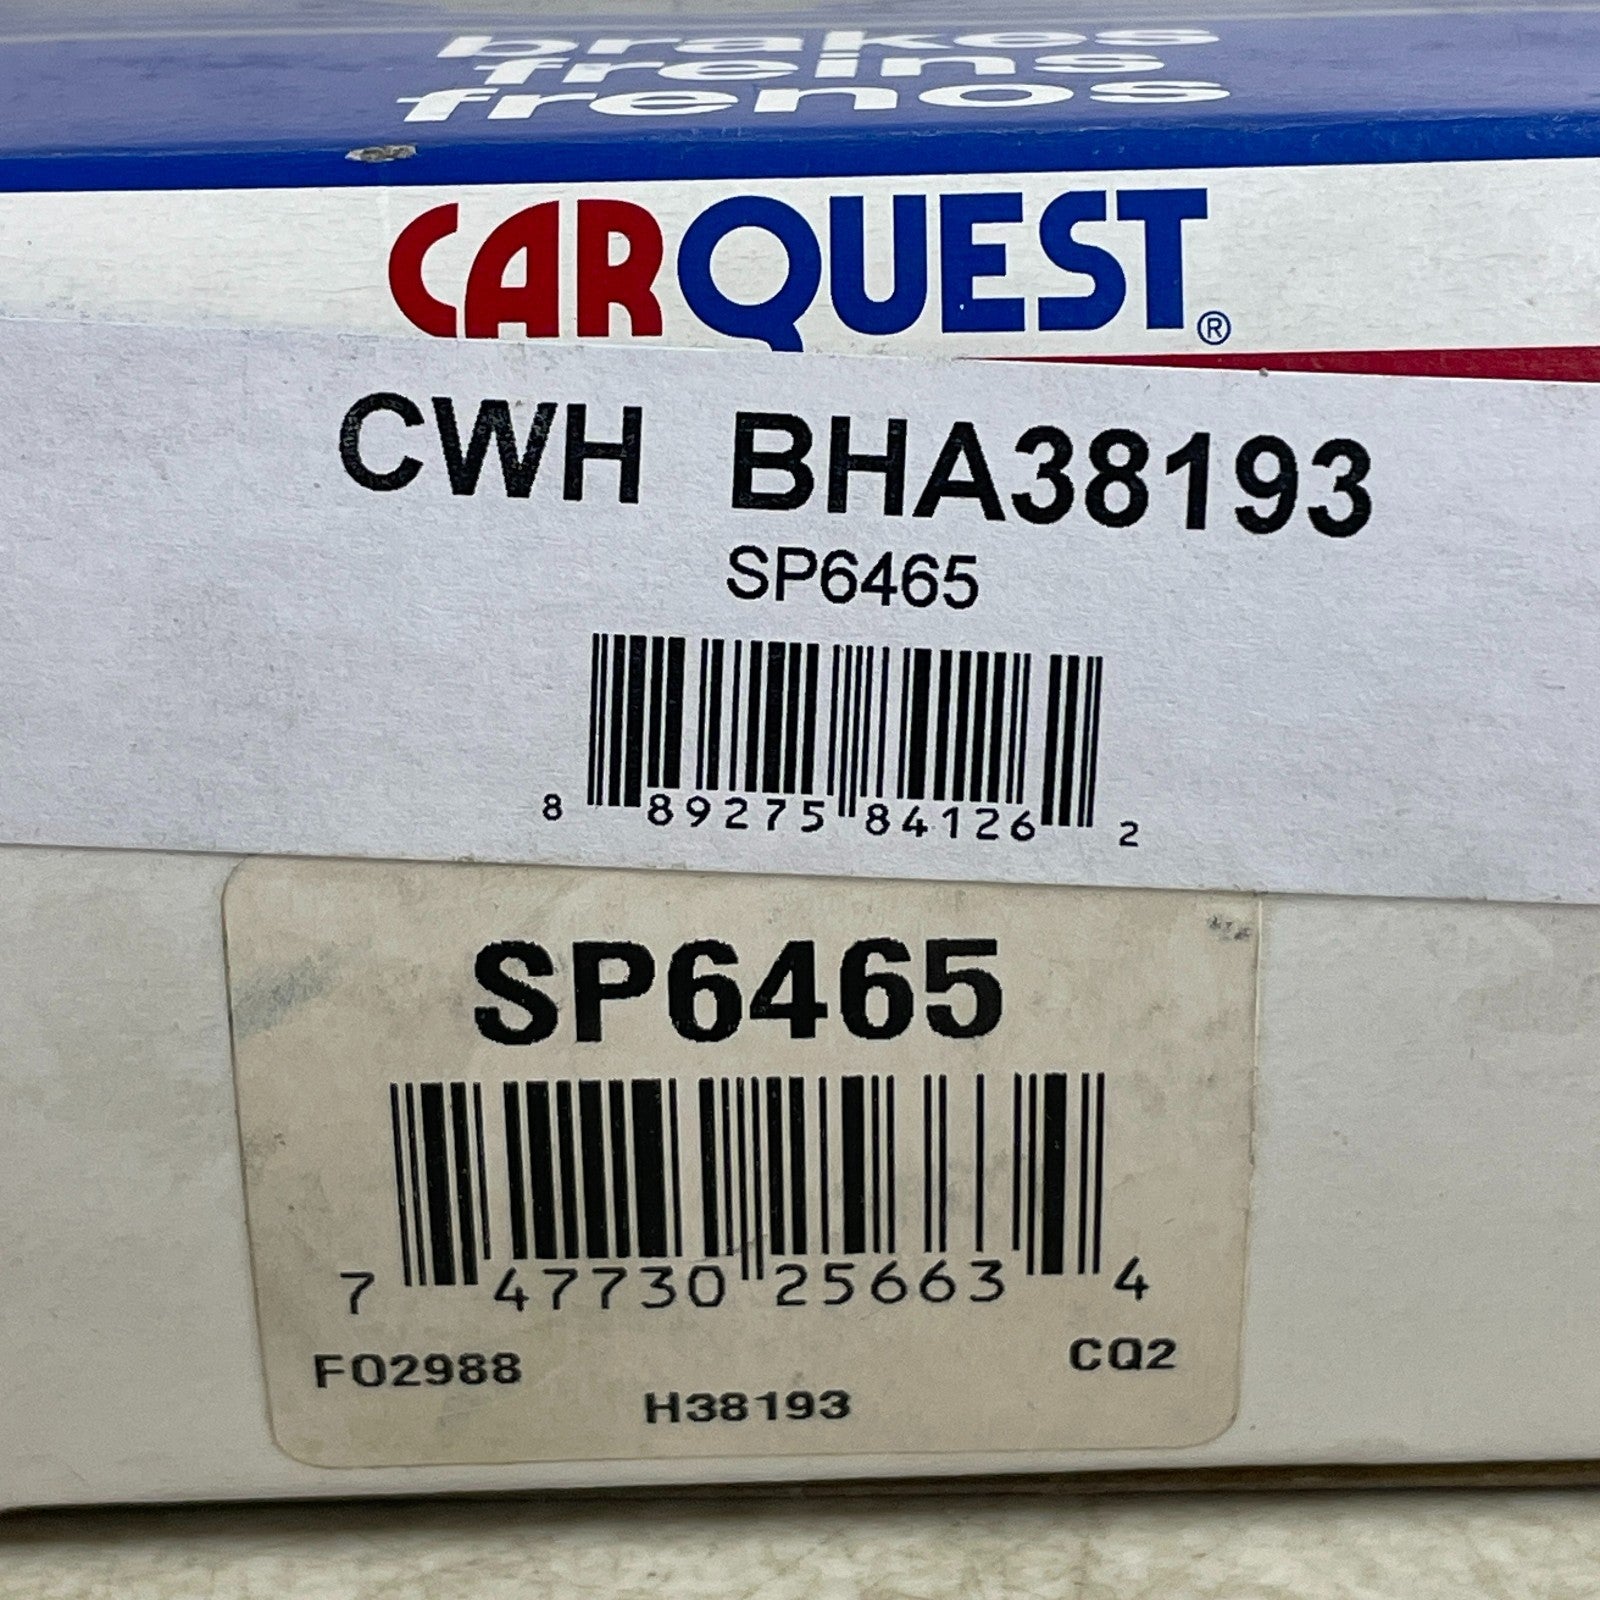 brakes
freins
frenos
CARQUEST®
CWH BHA38193
SP6465
8 89275 84126 2
SP6465
7 47730 25663 4
F02988 CQ2
H38193